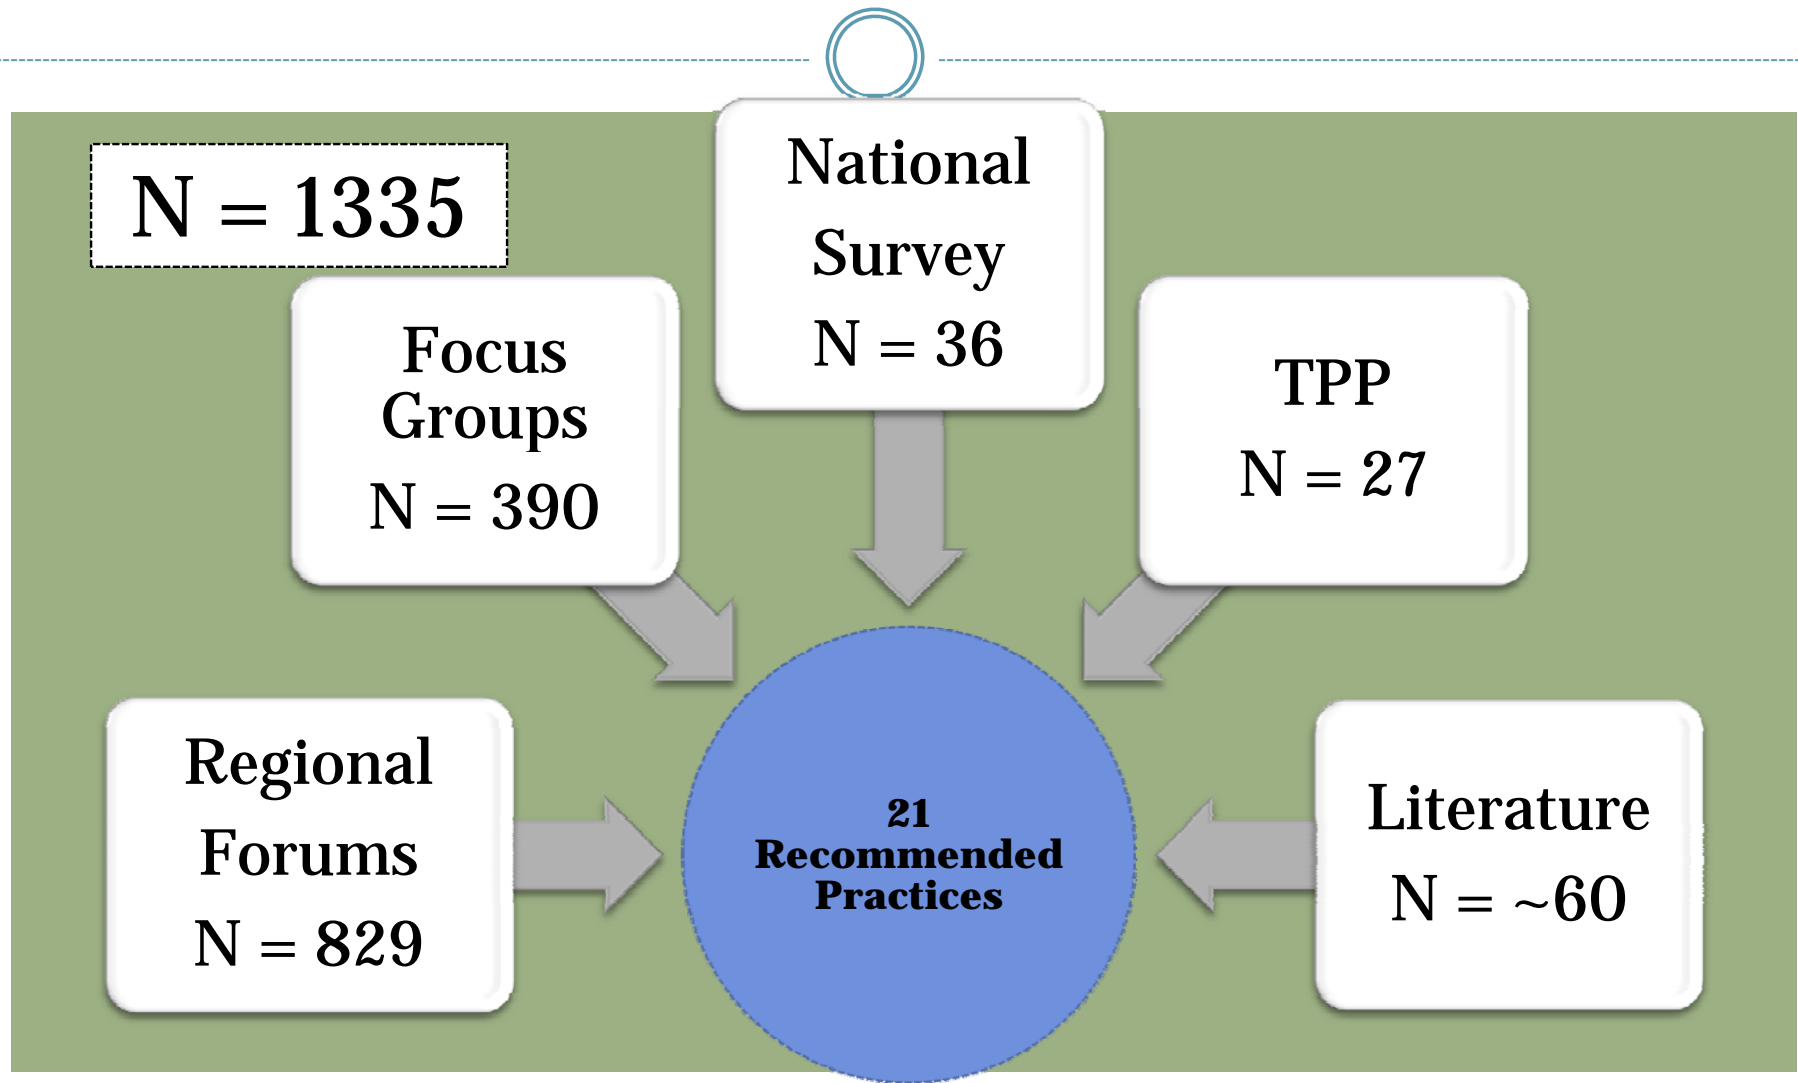 N = 1335
National
Survey
N = 36
Focus
Groups
N = 390
TPP
N = 27
Regional
Forums
N = 829
21
Recommended
Practices
Literature
N = ~60